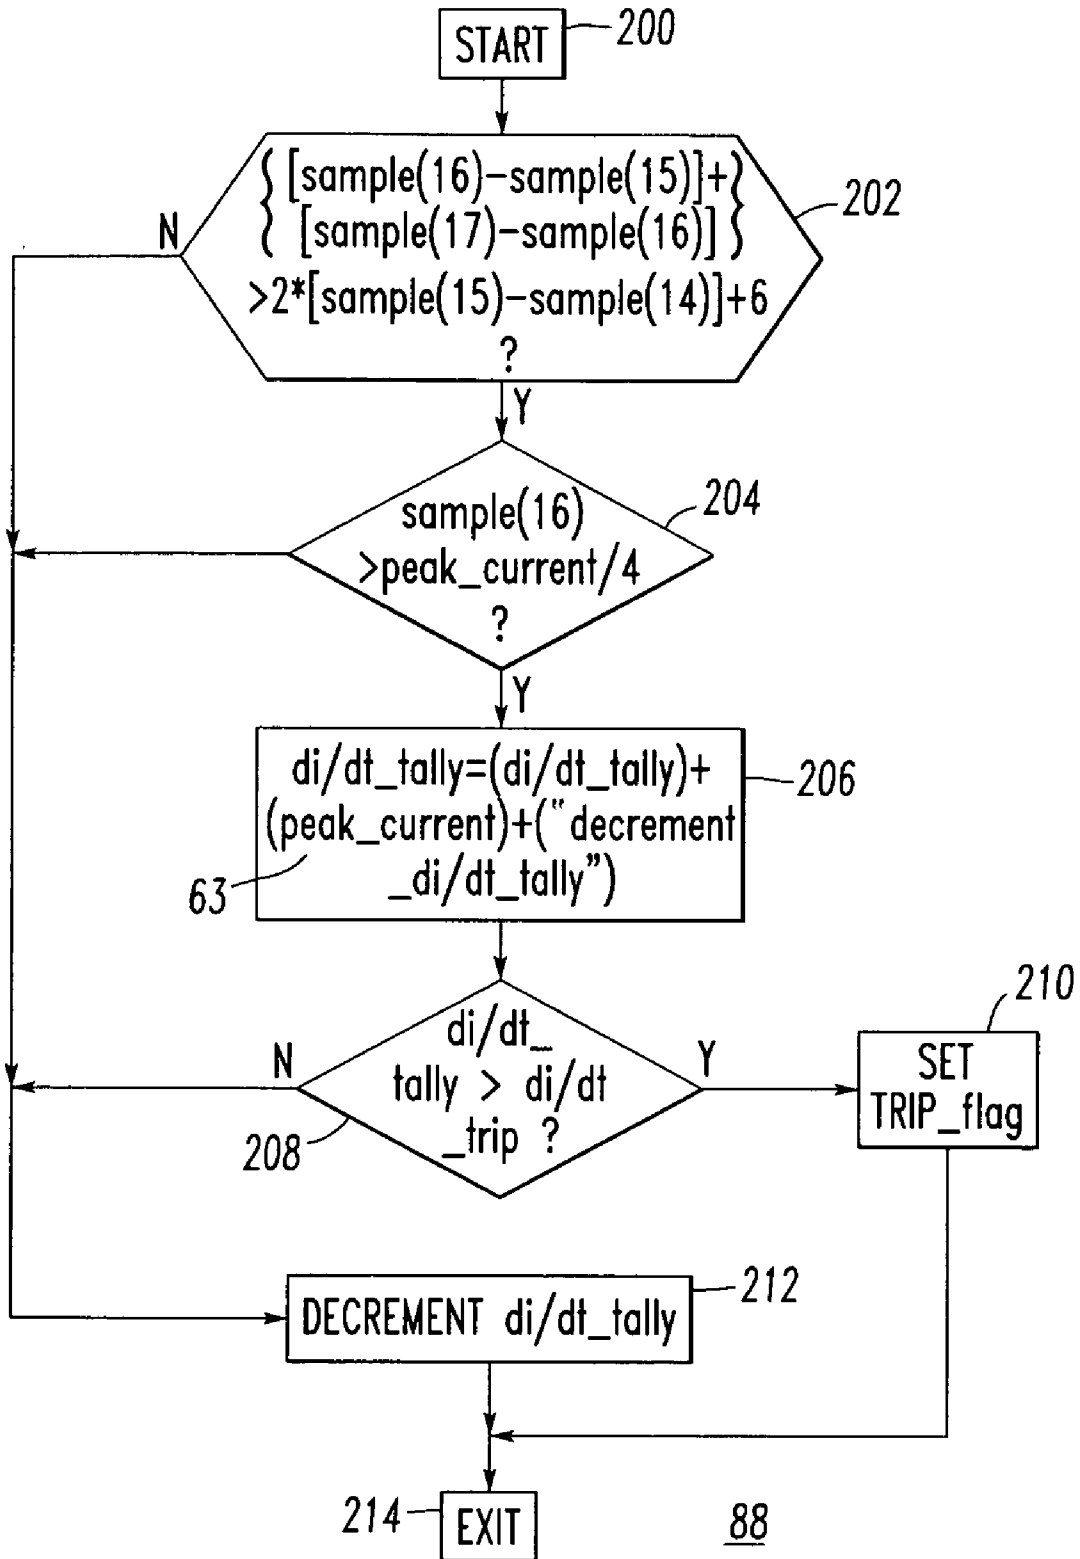 START
200
{ [sample(16)-sample(15)]+ }
{ [sample(17)-sample(16)] }
>2*[sample(15)-sample(14)]+6
?
202
N
Y
sample(16)
>peak_current/4
?
204
Y
di/dt_tally=(di/dt_tally)+
(peak_current)+("decrement
_di/dt_tally")
206
63
di/dt_
tally > di/dt
_trip ?
N
Y
208
210
SET
TRIP_flag
DECREMENT di/dt_tally
212
214
EXIT
88